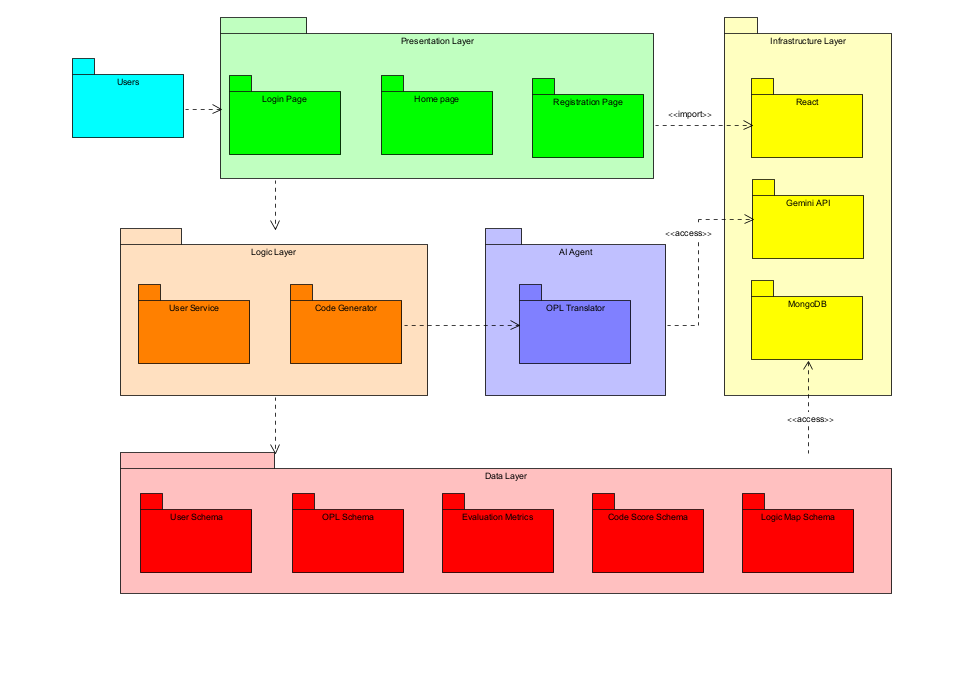 Presentation Layer
Infrastructure Layer
Users
Login Page
Home page
Registration Page
React
<<import>>
Gemini API
<<access>>
Logic Layer
AI Agent
User Service
Code Generator
OPL Translator
MongoDB
<<access>>
Data Layer
User Schema
OPL Schema
Evaluation Metrics
Code Score Schema
Logic Map Schema